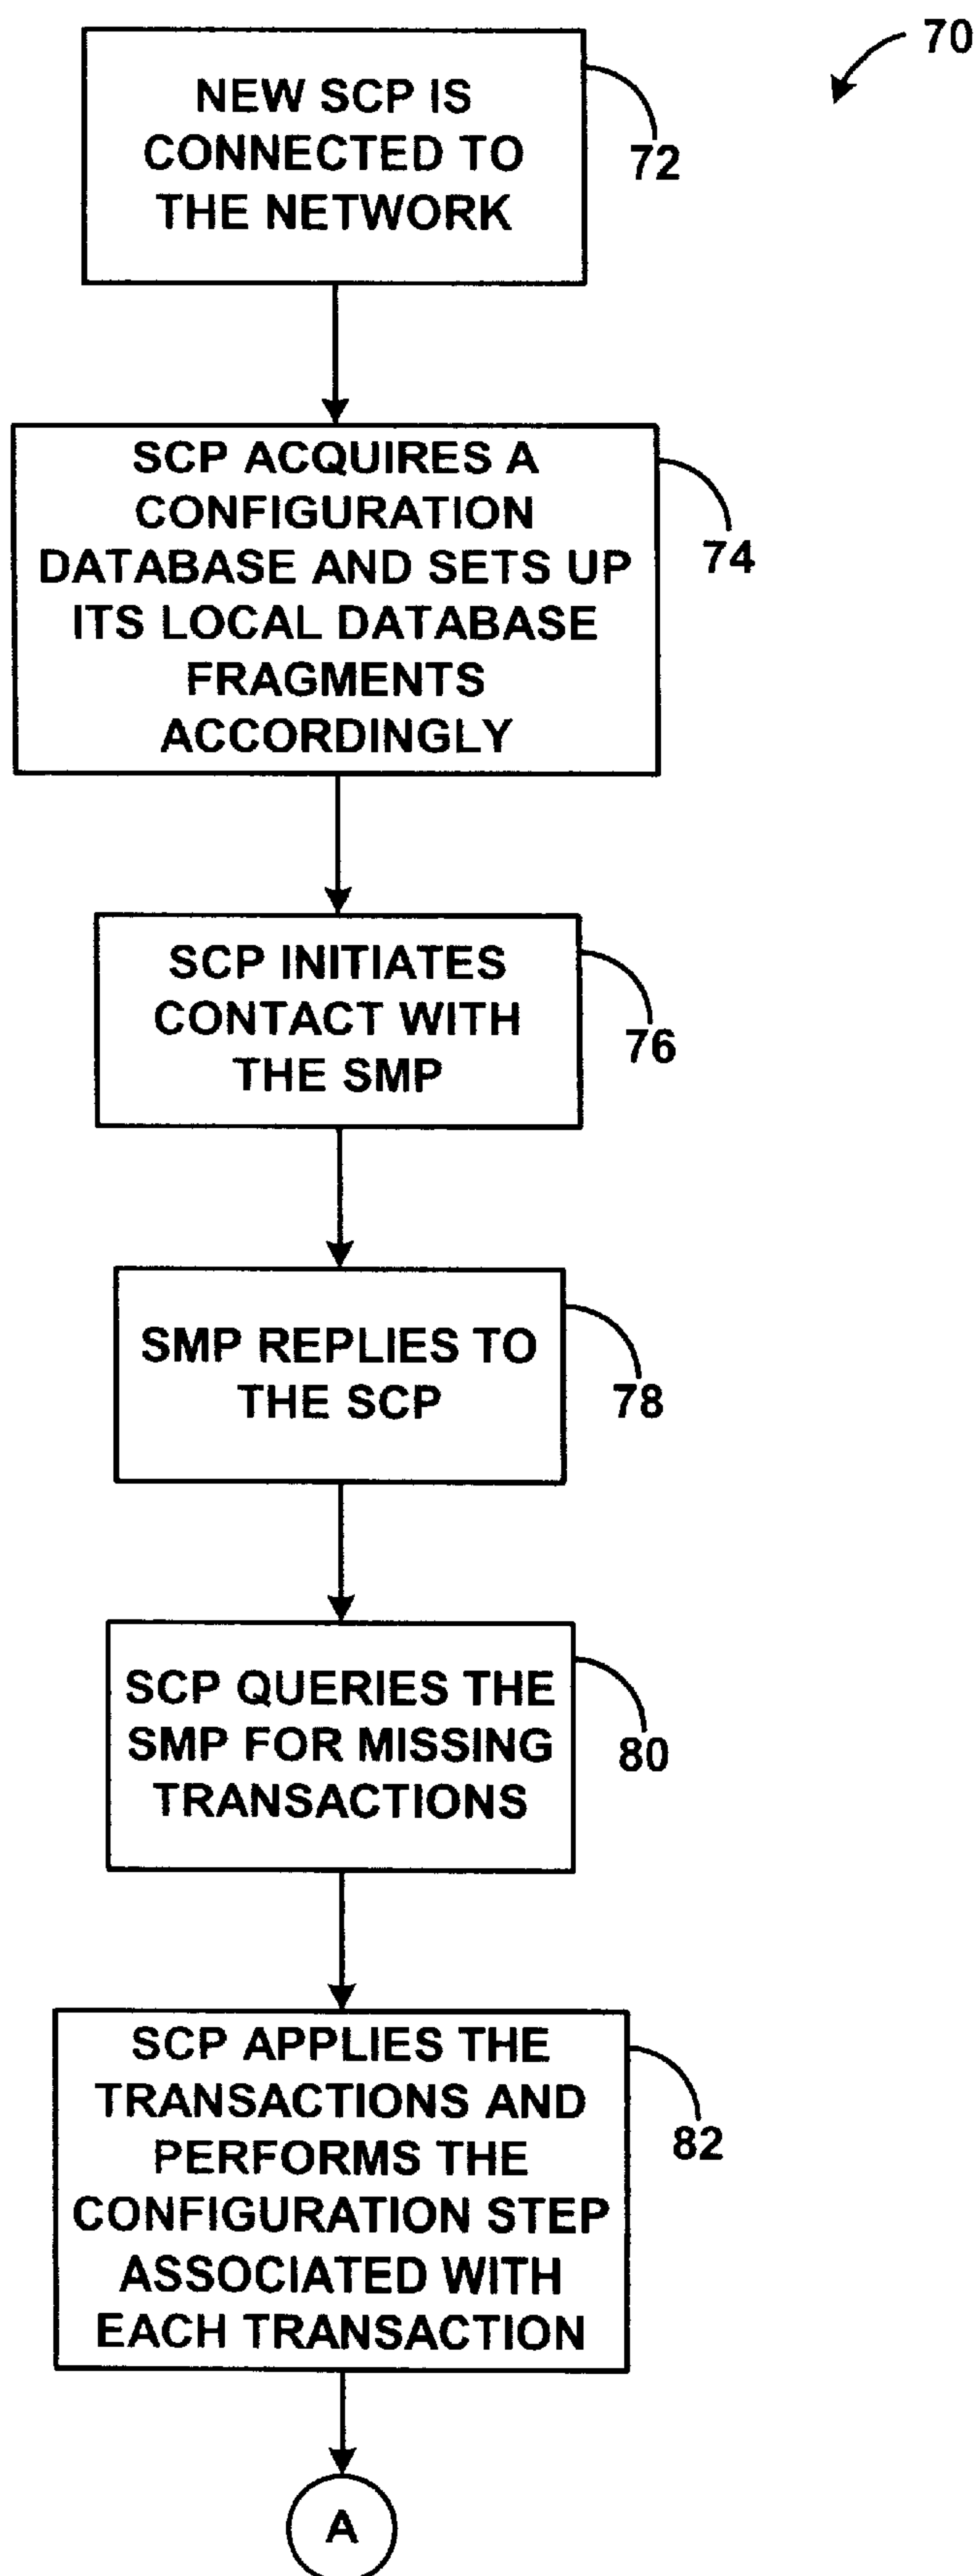 70
NEW SCP IS
CONNECTED TO
THE NETWORK
72
SCP ACQUIRES A
CONFIGURATION
DATABASE AND SETS UP
ITS LOCAL DATABASE
FRAGMENTS
ACCORDINGLY
74
SCP INITIATES
CONTACT WITH
THE SMP
76
SMP REPLIES TO
THE SCP
78
SCP QUERIES THE
SMP FOR MISSING
TRANSACTIONS
80
SCP APPLIES THE
TRANSACTIONS AND
PERFORMS THE
CONFIGURATION STEP
ASSOCIATED WITH
EACH TRANSACTION
82
A